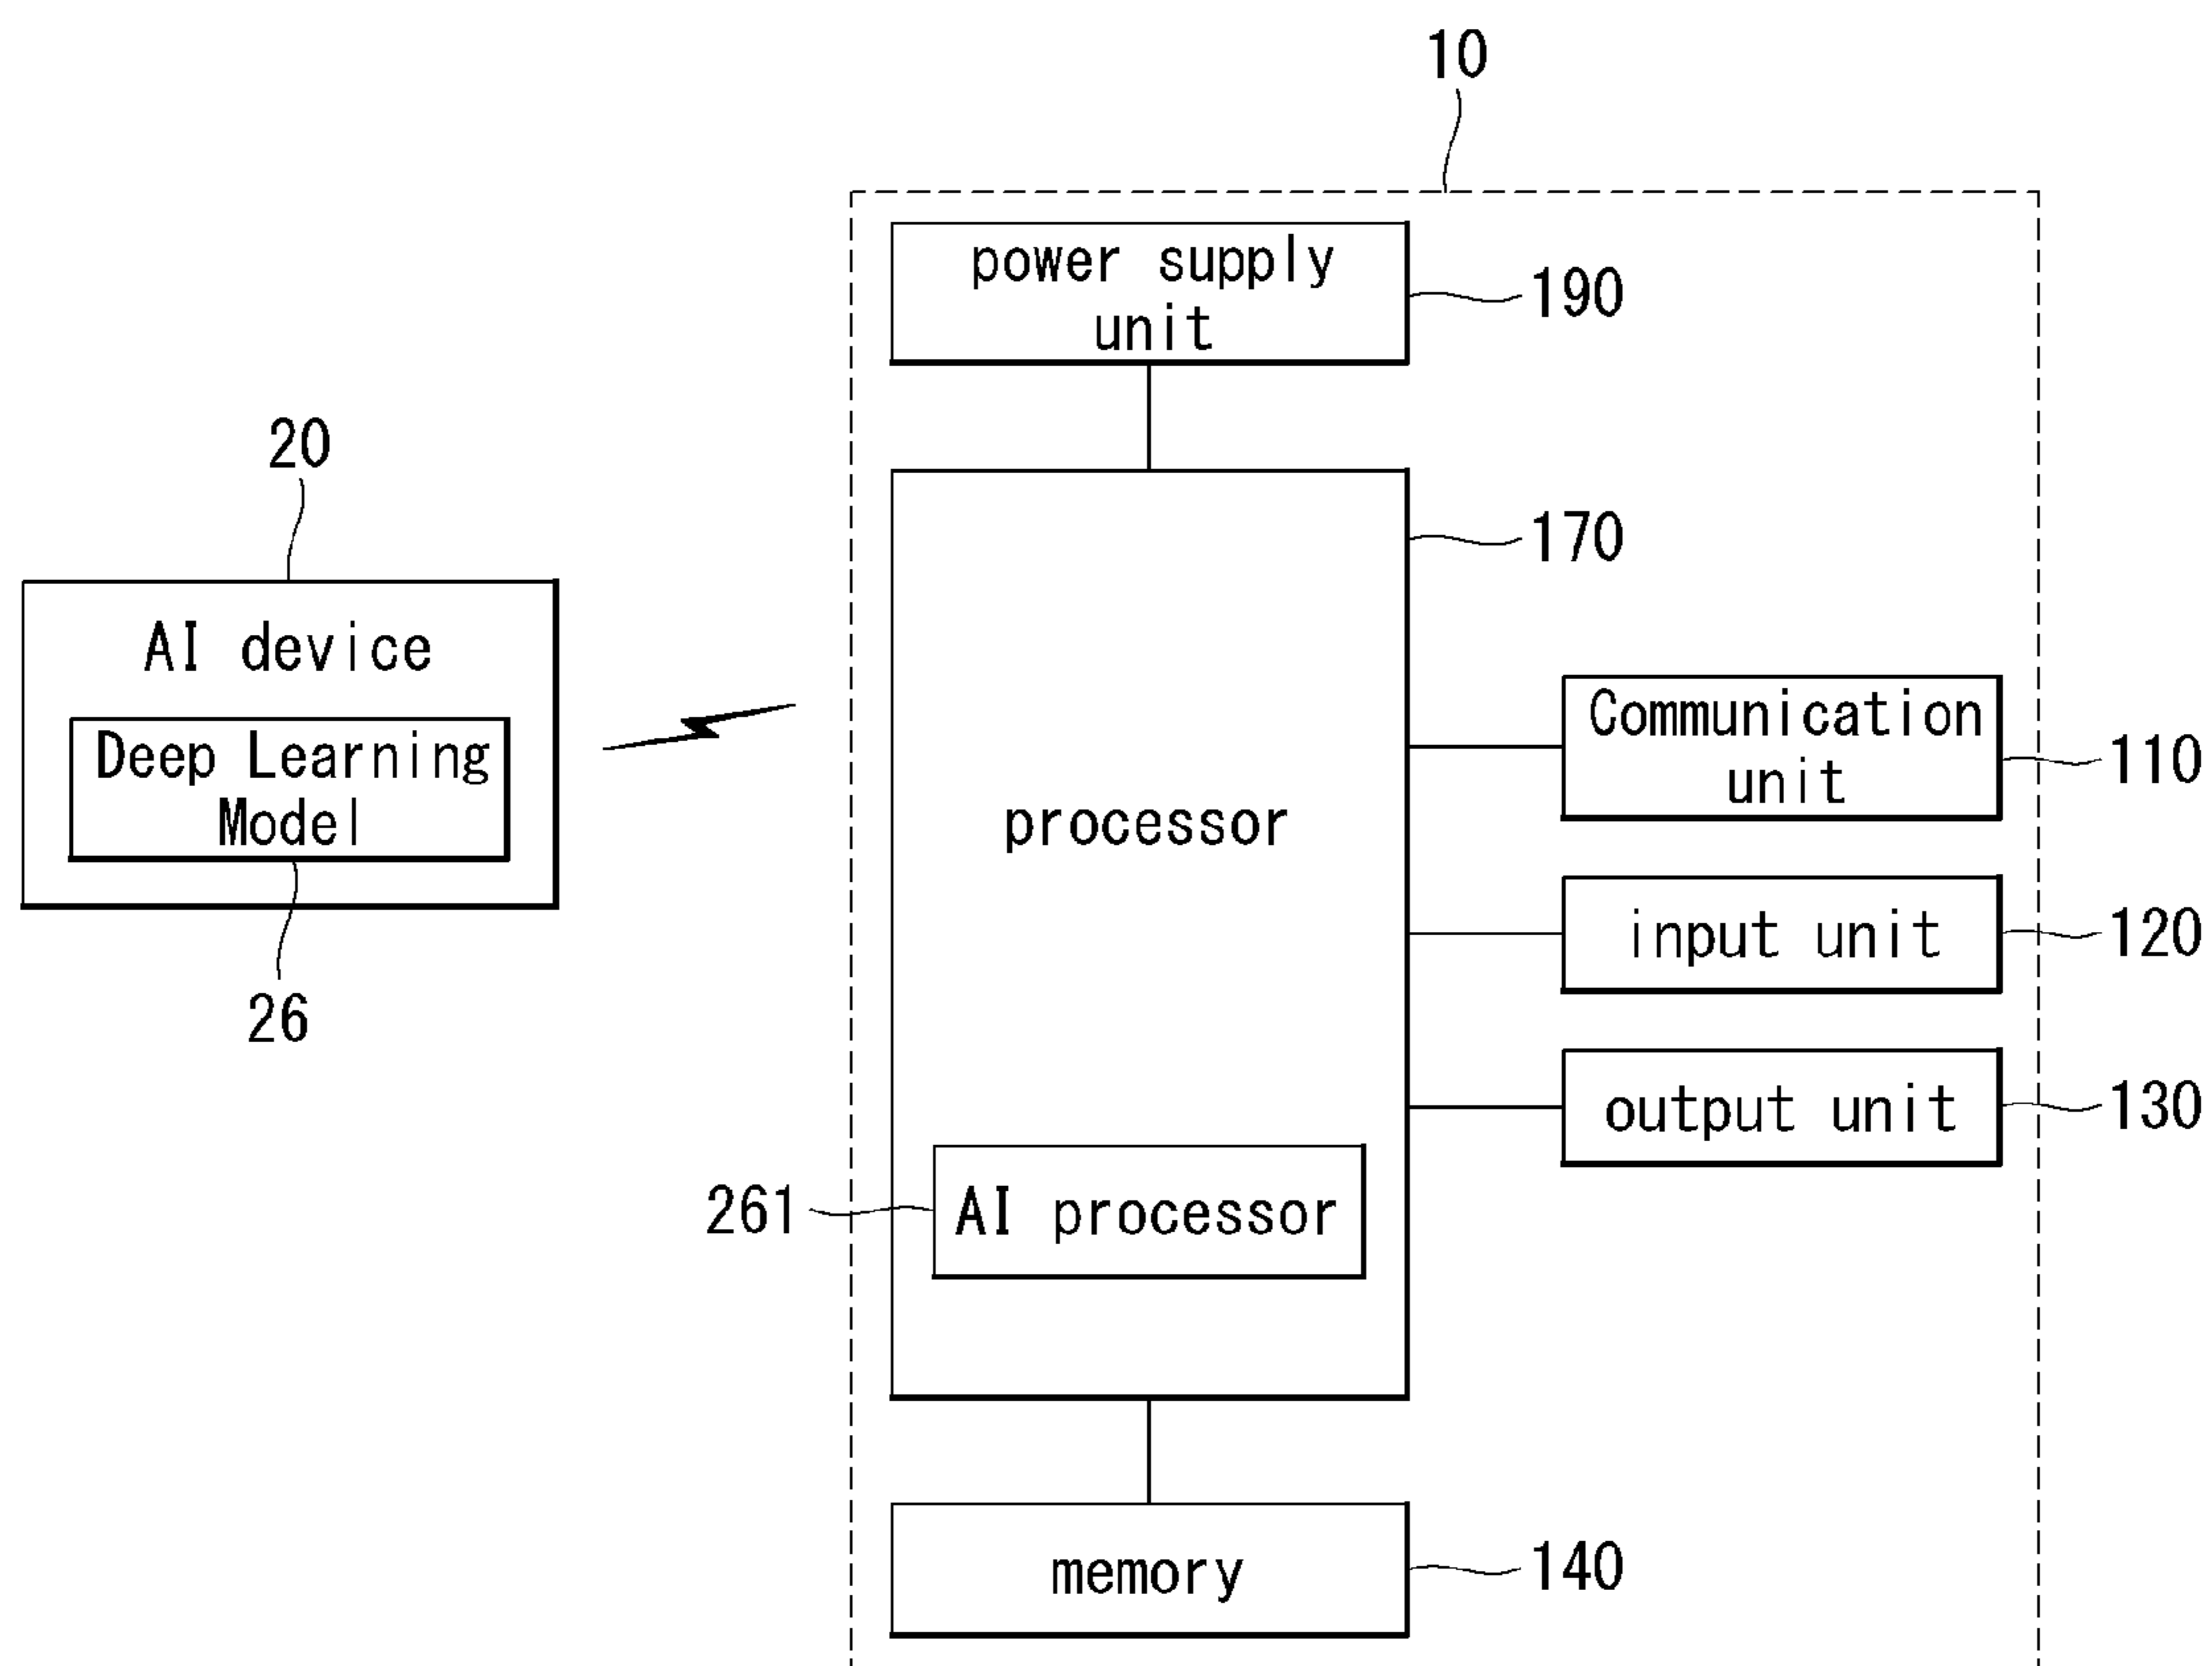 10
power supply
unit
190
20
170
AI device
Deep Learning
Model
26
processor
Communication
unit
110
input unit
120
output unit
130
261
AI processor
memory
140